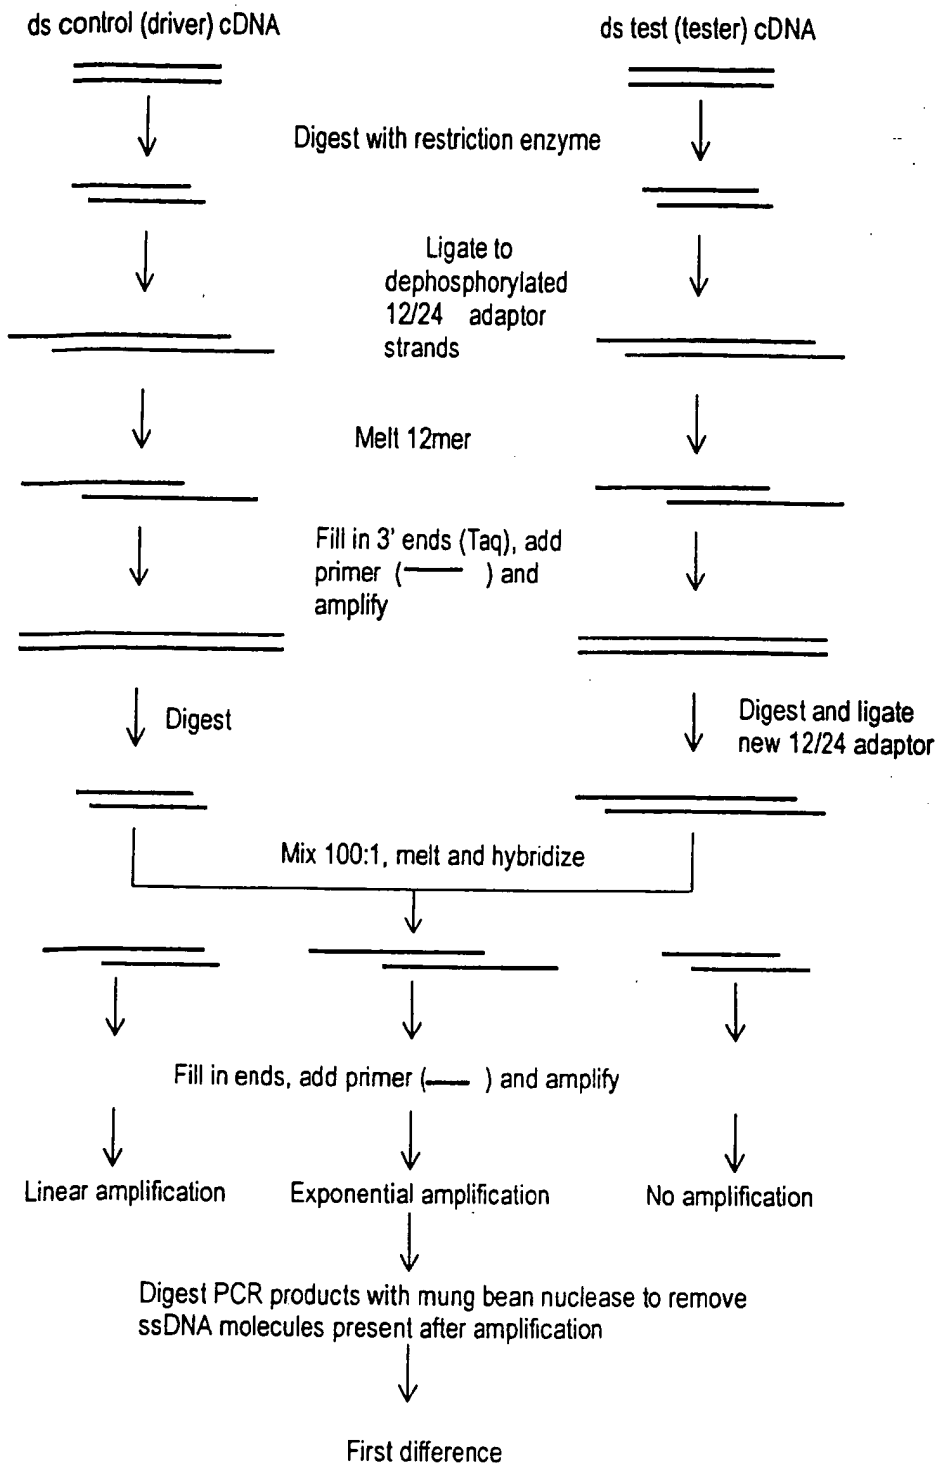 ds control (driver) cDNA
ds test (tester) cDNA
Digest with restriction enzyme
Ligate to
dephosphorylated
12/24 adaptor
strands
Melt 12mer
Fill in 3' ends (Taq), add
primer ( ) and
amplify
Digest
Digest and ligate
new 12/24 adaptor
Mix 100:1, melt and hybridize
Fill in ends, add primer ( ) and amplify
Linear amplification
Exponential amplification
No amplification
Digest PCR products with mung bean nuclease to remove
ssDNA molecules present after amplification
First difference